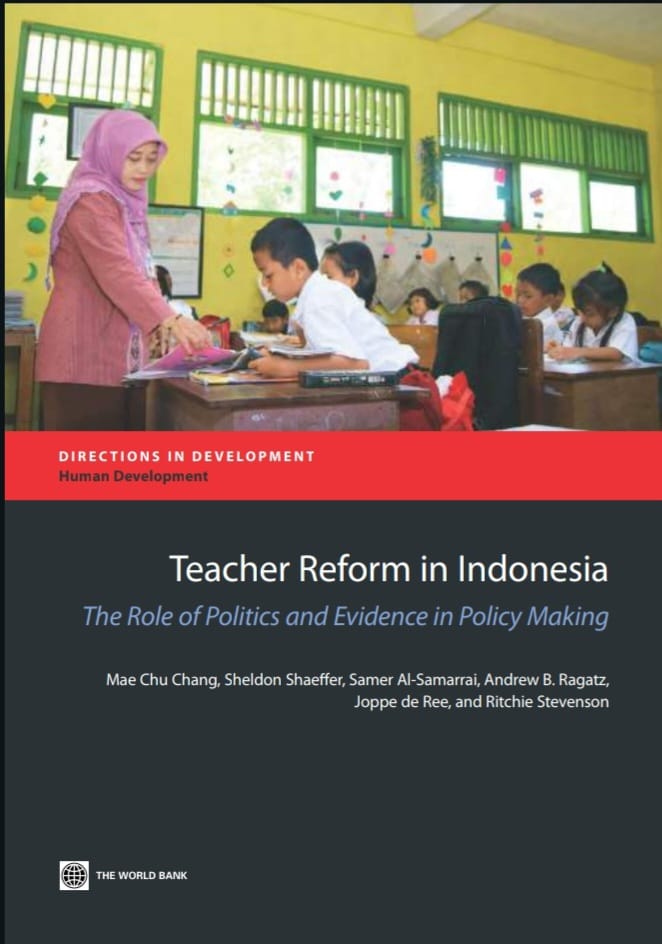 DIRECTIONS IN DEVELOPMENT
Human Development
Teacher Reform in Indonesia
The Role of Politics and Evidence in Policy Making
Mae Chu Chang, Sheldon Shaeffer, Samer Al-Samarrai, Andrew B. Ragatz,
Joppe de Ree, and Ritchie Stevenson
THE WORLD BANK